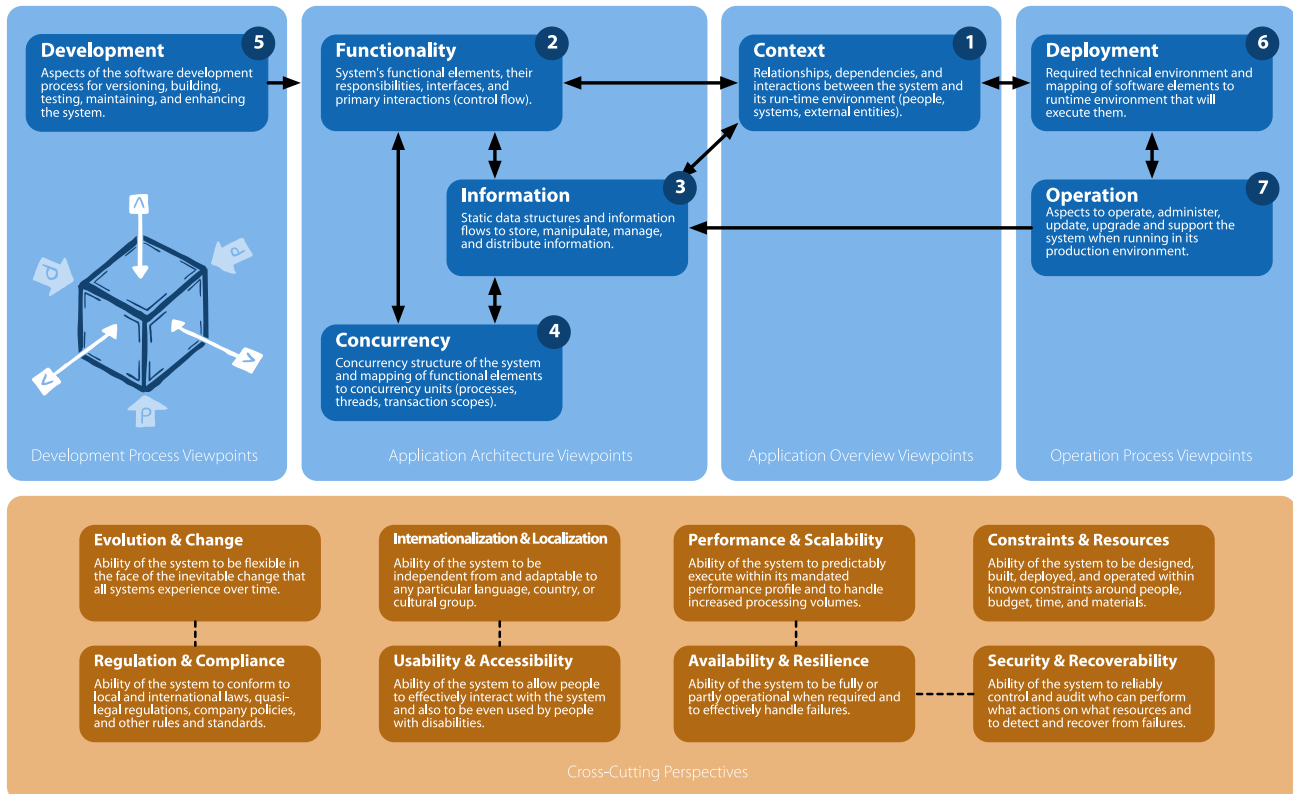 Development
5
Aspects of the software development
process for versioning, building,
testing, maintaining, and enhancing
the system.
Functionality
2
System's functional elements, their
responsibilities, interfaces, and
primary interactions (control flow).
Context
1
Relationships, dependencies, and
interactions between the system and
its run-time environment (people,
systems, external entities).
Deployment
6
Required technical environment and
mapping of software elements to
runtime environment that will
execute them.
Information
3
Static data structures and information
flows to store, manipulate, manage,
and distribute information.
Operation
7
Aspects to operate, administer,
update, upgrade and support the
system when running in its
production environment.
Concurrency
4
Concurrency structure of the system
and mapping of functional elements
to concurrency units (processes,
threads, transaction scopes).
V
V
V
P
P
P
Development Process Viewpoints
Application Architecture Viewpoints
Application Overview Viewpoints
Operation Process Viewpoints
Evolution & Change
Ability of the system to be flexible in
the face of the inevitable change that
all systems experience over time.
Internationalization & Localization
Ability of the system to be
independent from and adaptable to
any particular language, country, or
cultural group.
Performance & Scalability
Ability of the system to predictably
execute within its mandated
performance profile and to handle
increased processing volumes.
Constraints & Resources
Ability of the system to be designed,
built, deployed, and operated within
known constraints around people,
budget, time, and materials.
Regulation & Compliance
Ability of the system to conform to
local and international laws, quasi-
legal regulations, company policies,
and other rules and standards.
Usability & Accessibility
Ability of the system to allow people
to effectively interact with the system
and also to be even used by people
with disabilities.
Availability & Resilience
Ability of the system to be fully or
partly operational when required and
to effectively handle failures.
Security & Recoverability
Ability of the system to reliably
control and audit who can perform
what actions on what resources and
to detect and recover from failures.
Cross-Cutting Perspectives